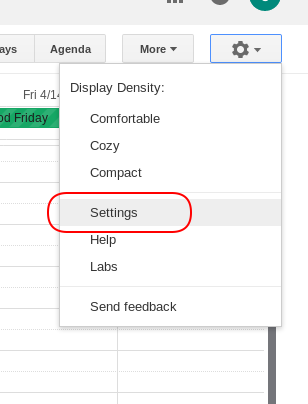 ays Agenda More
Display Density:
Fri 4/14
Comfortable
od Friday
Cozy
Compact
Settings
Help
Labs
Send feedback